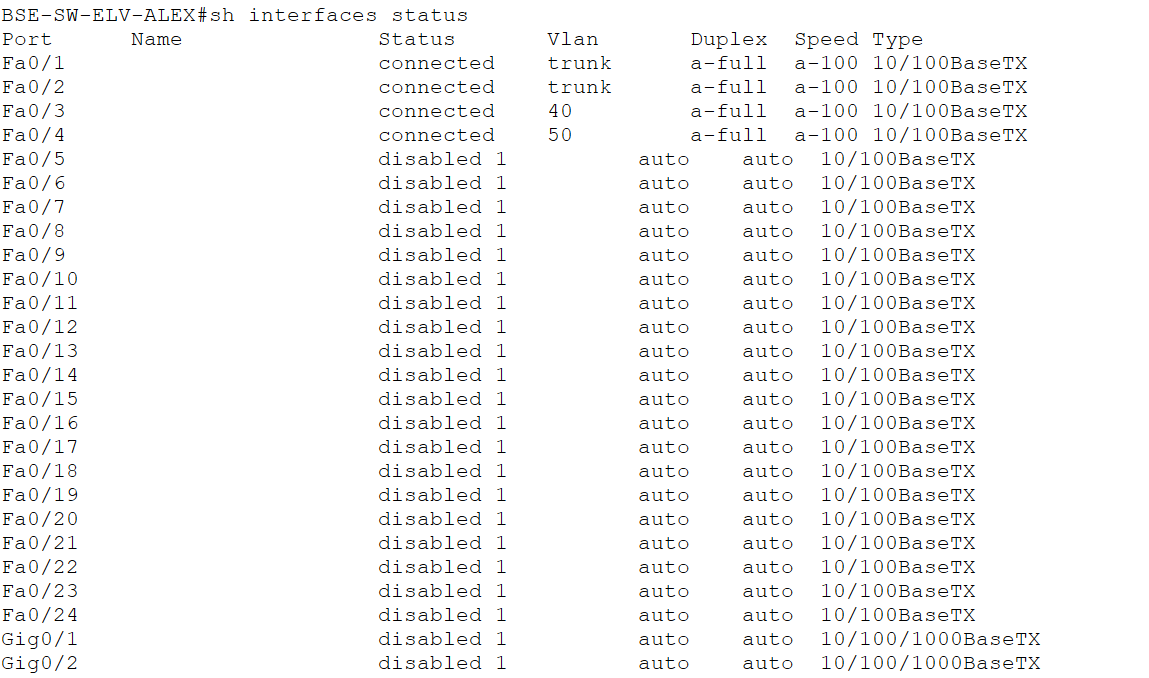 BSE-SW-ELV-ALEX#sh interfaces status
Port Name Status Vlan Duplex Speed Type
Fa0/1 connected trunk a-full a-100 10/100BaseTX
Fa0/2 connected trunk a-full a-100 10/100BaseTX
Fa0/3 connected 40 a-full a-100 10/100BaseTX
Fa0/4 connected 50 a-full a-100 10/100BaseTX
Fa0/5 disabled 1 auto auto 10/100BaseTX
Fa0/6 disabled 1 auto auto 10/100BaseTX
Fa0/7 disabled 1 auto auto 10/100BaseTX
Fa0/8 disabled 1 auto auto 10/100BaseTX
Fa0/9 disabled 1 auto auto 10/100BaseTX
Fa0/10 disabled 1 auto auto 10/100BaseTX
Fa0/11 disabled 1 auto auto 10/100BaseTX
Fa0/12 disabled 1 auto auto 10/100BaseTX
Fa0/13 disabled 1 auto auto 10/100BaseTX
Fa0/14 disabled 1 auto auto 10/100BaseTX
Fa0/15 disabled 1 auto auto 10/100BaseTX
Fa0/16 disabled 1 auto auto 10/100BaseTX
Fa0/17 disabled 1 auto auto 10/100BaseTX
Fa0/18 disabled 1 auto auto 10/100BaseTX
Fa0/19 disabled 1 auto auto 10/100BaseTX
Fa0/20 disabled 1 auto auto 10/100BaseTX
Fa0/21 disabled 1 auto auto 10/100BaseTX
Fa0/22 disabled 1 auto auto 10/100BaseTX
Fa0/23 disabled 1 auto auto 10/100BaseTX
Fa0/24 disabled 1 auto auto 10/100BaseTX
Gig0/1 disabled 1 auto auto 10/100/1000BaseTX
Gig0/2 disabled 1 auto auto 10/100/1000BaseTX